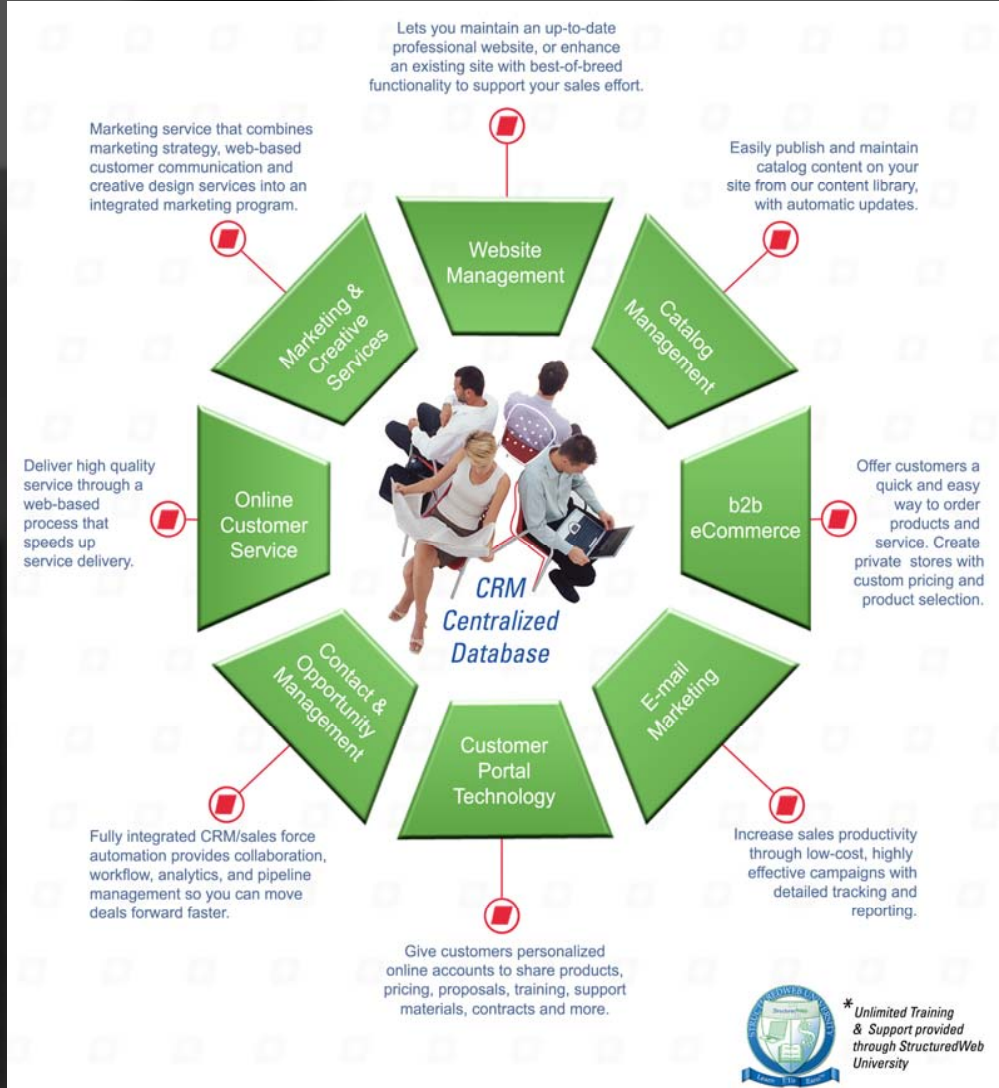 Lets you maintain an up-to-date
professional website, or enhance
an existing site with best-of-breed
functionality to support your sales effort.
Marketing service that combines
marketing strategy, web-based
customer communication and
creative design services into an
integrated marketing program.
Easily publish and maintain
catalog content on your
site from our content library,
with automatic updates.
Website
Management
Marketing &
Creative
Services
Catalog
Management
Deliver high quality
service through a
web-based
process that
speeds up
service delivery.
Online
Customer
Service
b2b
eCommerce
Offer customers a
quick and easy
way to order
products and
service. Create
private stores with
custom pricing and
product selection.
CRM
Centralized
Database
Contact &
Opportunity
Management
Customer
Portal
Technology
E-mail
Marketing
Fully integrated CRM/sales force
automation provides collaboration,
workflow, analytics, and pipeline
management so you can move
deals forward faster.
Increase sales productivity
through low-cost, highly
effective campaigns with
detailed tracking and
reporting.
Give customers personalized
online accounts to share products,
pricing, proposals, training, support
materials, contracts and more.
STRUCTUREDWEB UNIVERSITY
* Unlimited Training
& Support provided
through StructuredWeb
University